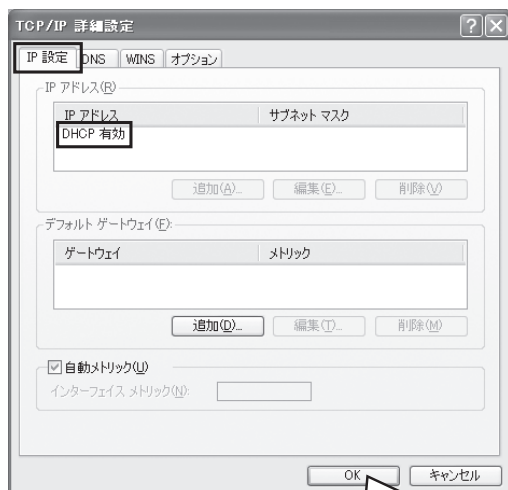 TCP/IP 詳細設定
IP 設定 DNS WINS オプション
IP アドレス(R)
IP アドレス サブネット マスク
DHCP 有効
追加(A)... 編集(E)... 削除(V)
デフォルト ゲートウェイ(F):
ゲートウェイ メトリック
追加(D)... 編集(T)... 削除(M)
自動メトリック(U)
インターフェイス メトリック(N):
OK キャンセル